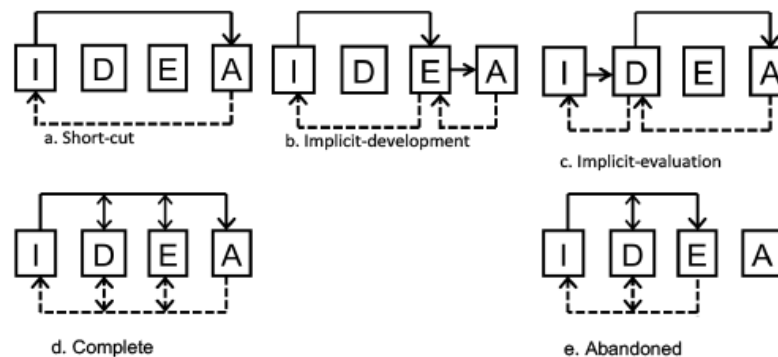 I D E A
I D E A
I D E A
a. Short-cut
b. Implicit-development
c. Implicit-evaluation
I D E A
I D E A
d. Complete
e. Abandoned